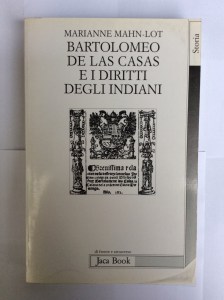 MARIANNE MAHN-LOT
BARTOLOMEO
DE LAS CASAS
E I DIRITTI
DEGLI INDIANI
Storia
Jaca Book